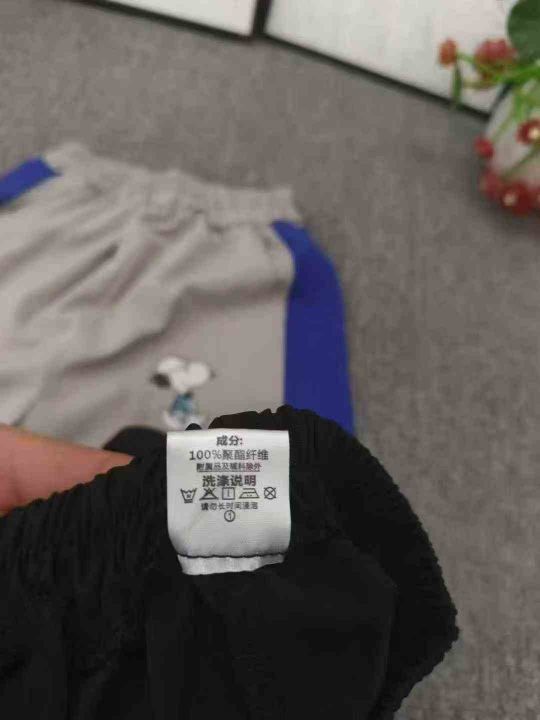 成分:
100%聚酯纤维
附属品及辅料除外
洗涤说明
请勿长时间浸泡
①